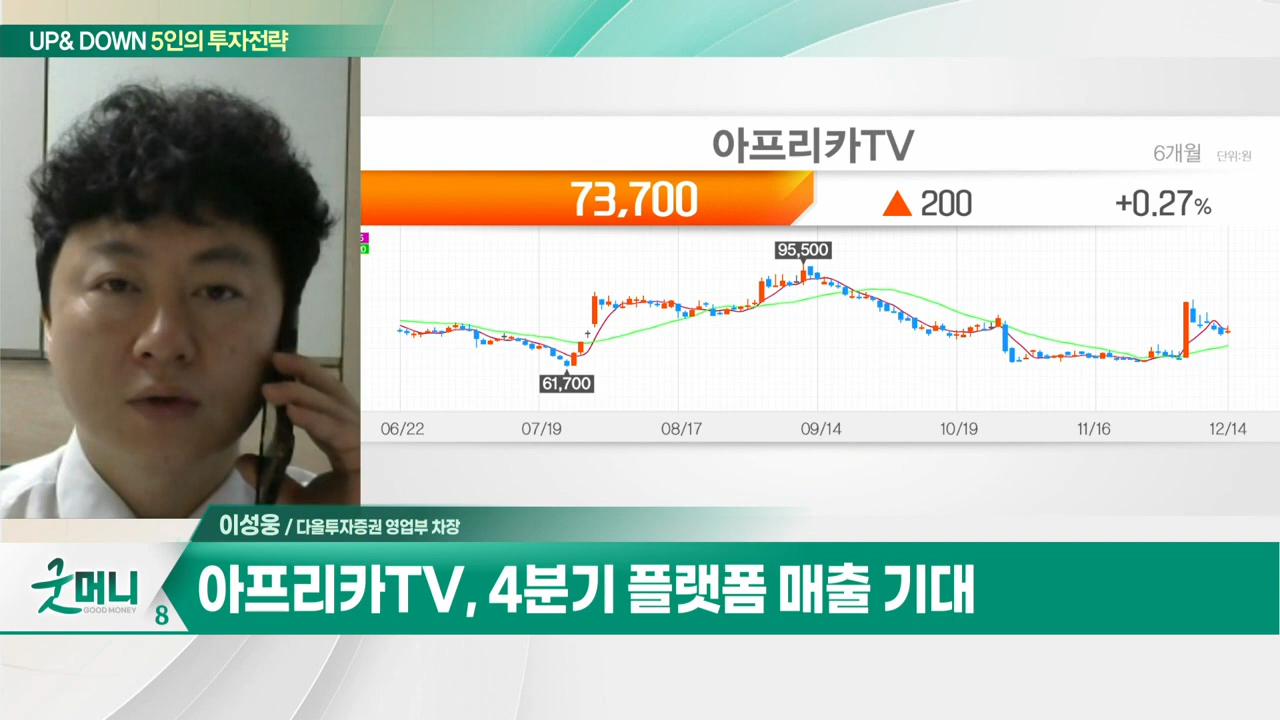 UP& DOWN 5인의 투자전략
아프리카TV
6개월 단위:원
73,700 ▲ 200 +0.27%
95,500
61,700
06/22 07/19 08/17 09/14 10/19 11/16 12/14
이성웅 / 다올투자증권 영업부 차장
굿머니
GOOD MONEY
8
아프리카TV, 4분기 플랫폼 매출 기대